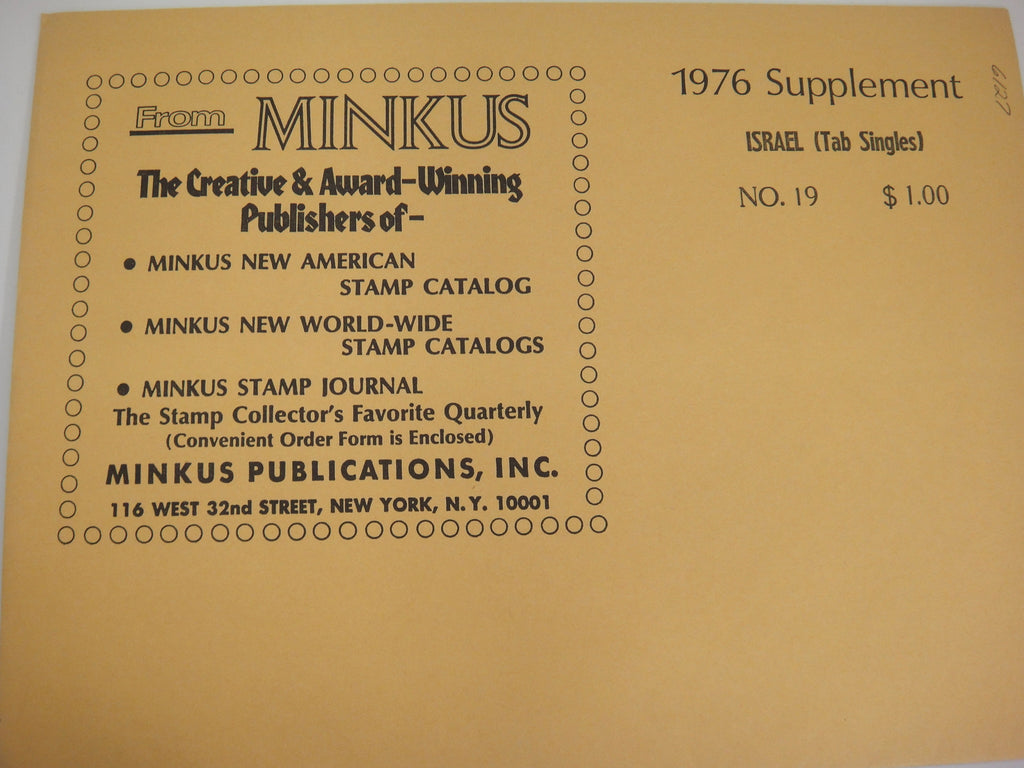 From MINKUS
The Creative & Award-Winning
Publishers of-
• MINKUS NEW AMERICAN
STAMP CATALOG
• MINKUS NEW WORLD-WIDE
STAMP CATALOGS
• MINKUS STAMP JOURNAL
The Stamp Collector's Favorite Quarterly
(Convenient Order Form is Enclosed)
MINKUS PUBLICATIONS, INC.
116 WEST 32nd STREET, NEW YORK, N.Y. 10001
1976 Supplement
ISRAEL (Tab Singles)
NO. 19 $ 1.00
6127